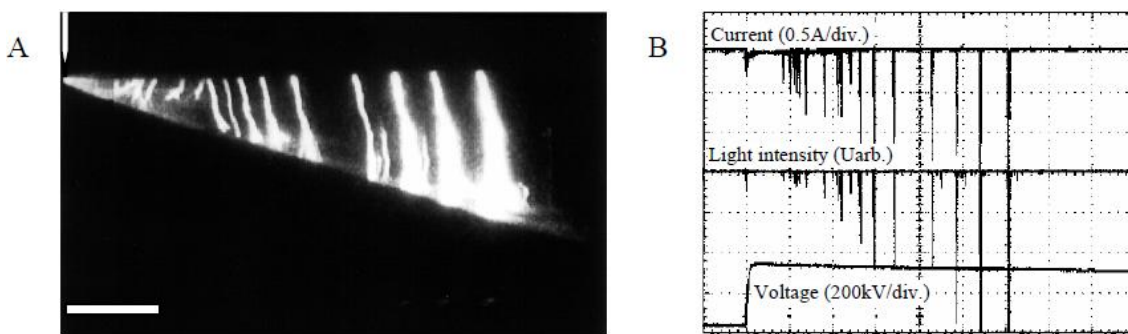 A
B
Current (0.5A/div.)
Light intensity (Uarb.)
Voltage (200kV/div.)